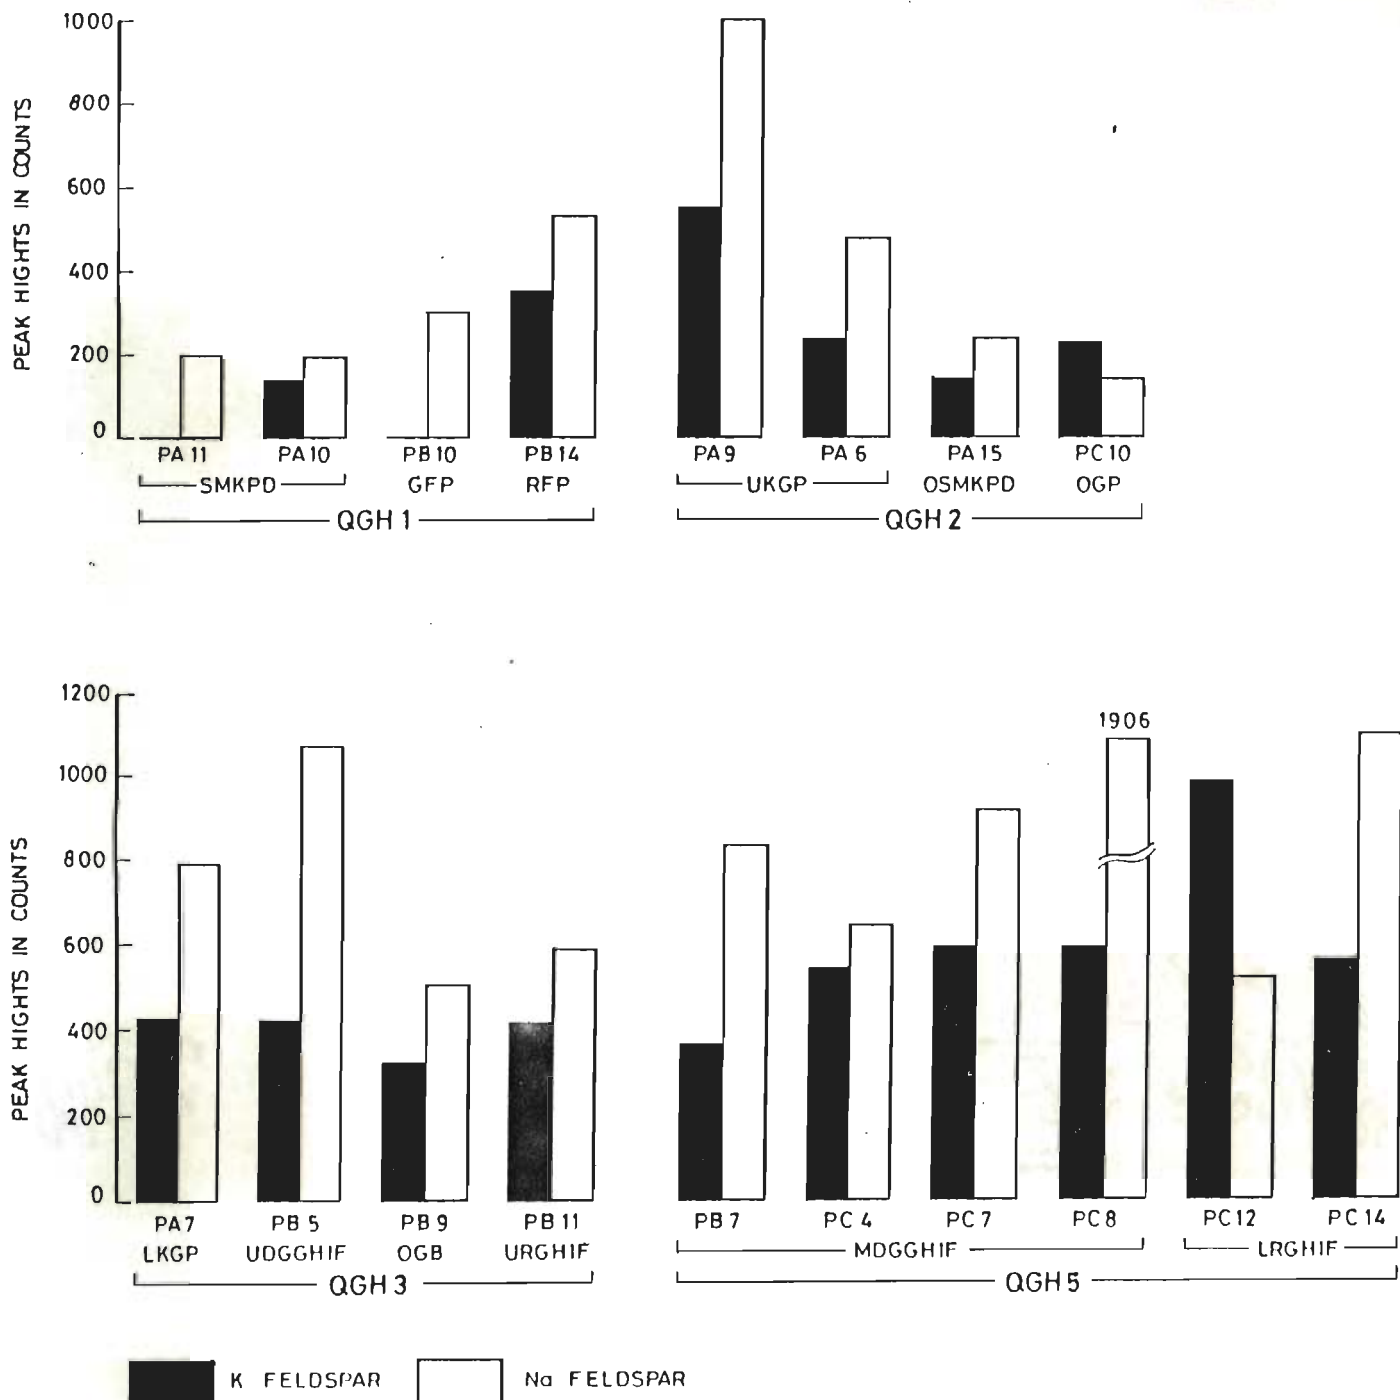 PEAK HIGHTS IN COUNTS
1000
800
600
400
200
0
PA 11 PA 10 PB 10 PB 14 PA 9 PA 6 PA 15 PC 10
SMKPD GFP RFP UKGP OSMKPD OGP
QGH 1 QGH 2
PEAK HIGHTS IN COUNTS
1200
1000
800
600
400
200
0
1906
PA 7 PB 5 PB 9 PB 11 PB 7 PC 4 PC 7 PC 8 PC 12 PC 14
LKGP UDGGHIF OGB URGHIF MDGGHIF LRGHIF
QGH 3 QGH 5
K FELDSPAR Na FELDSPAR